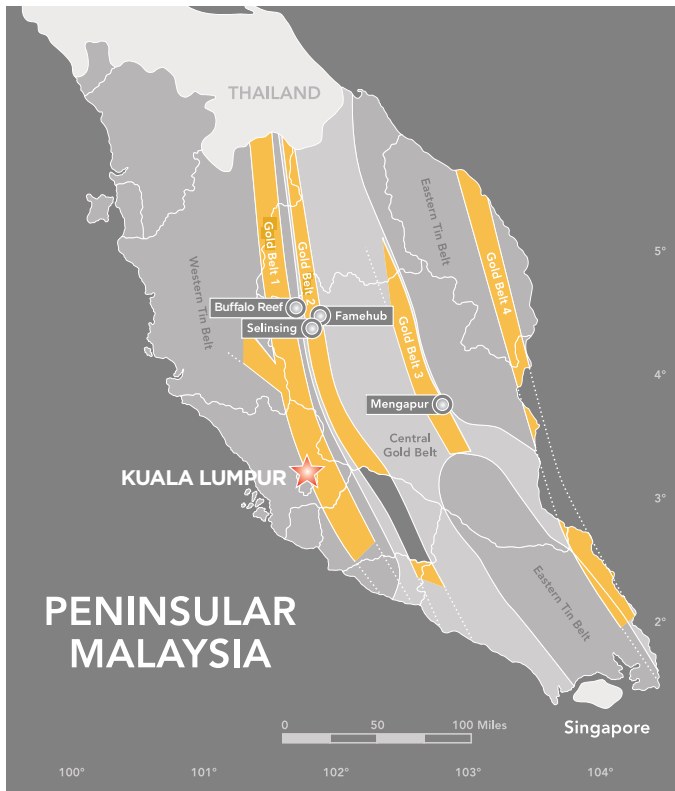 THAILAND
Eastern Tin Belt
Gold Belt 1
Gold Belt 2
Gold Belt 4
5°
Western Tin Belt
Buffalo Reef
Famehub
Selinsing
Gold Belt 3
4°
Mengapur
Central
Gold Belt
KUALA LUMPUR
3°
Eastern Tin Belt
PENINSULAR
MALAYSIA
2°
Singapore
0 50 100 Miles
100° 101° 102° 103° 104°